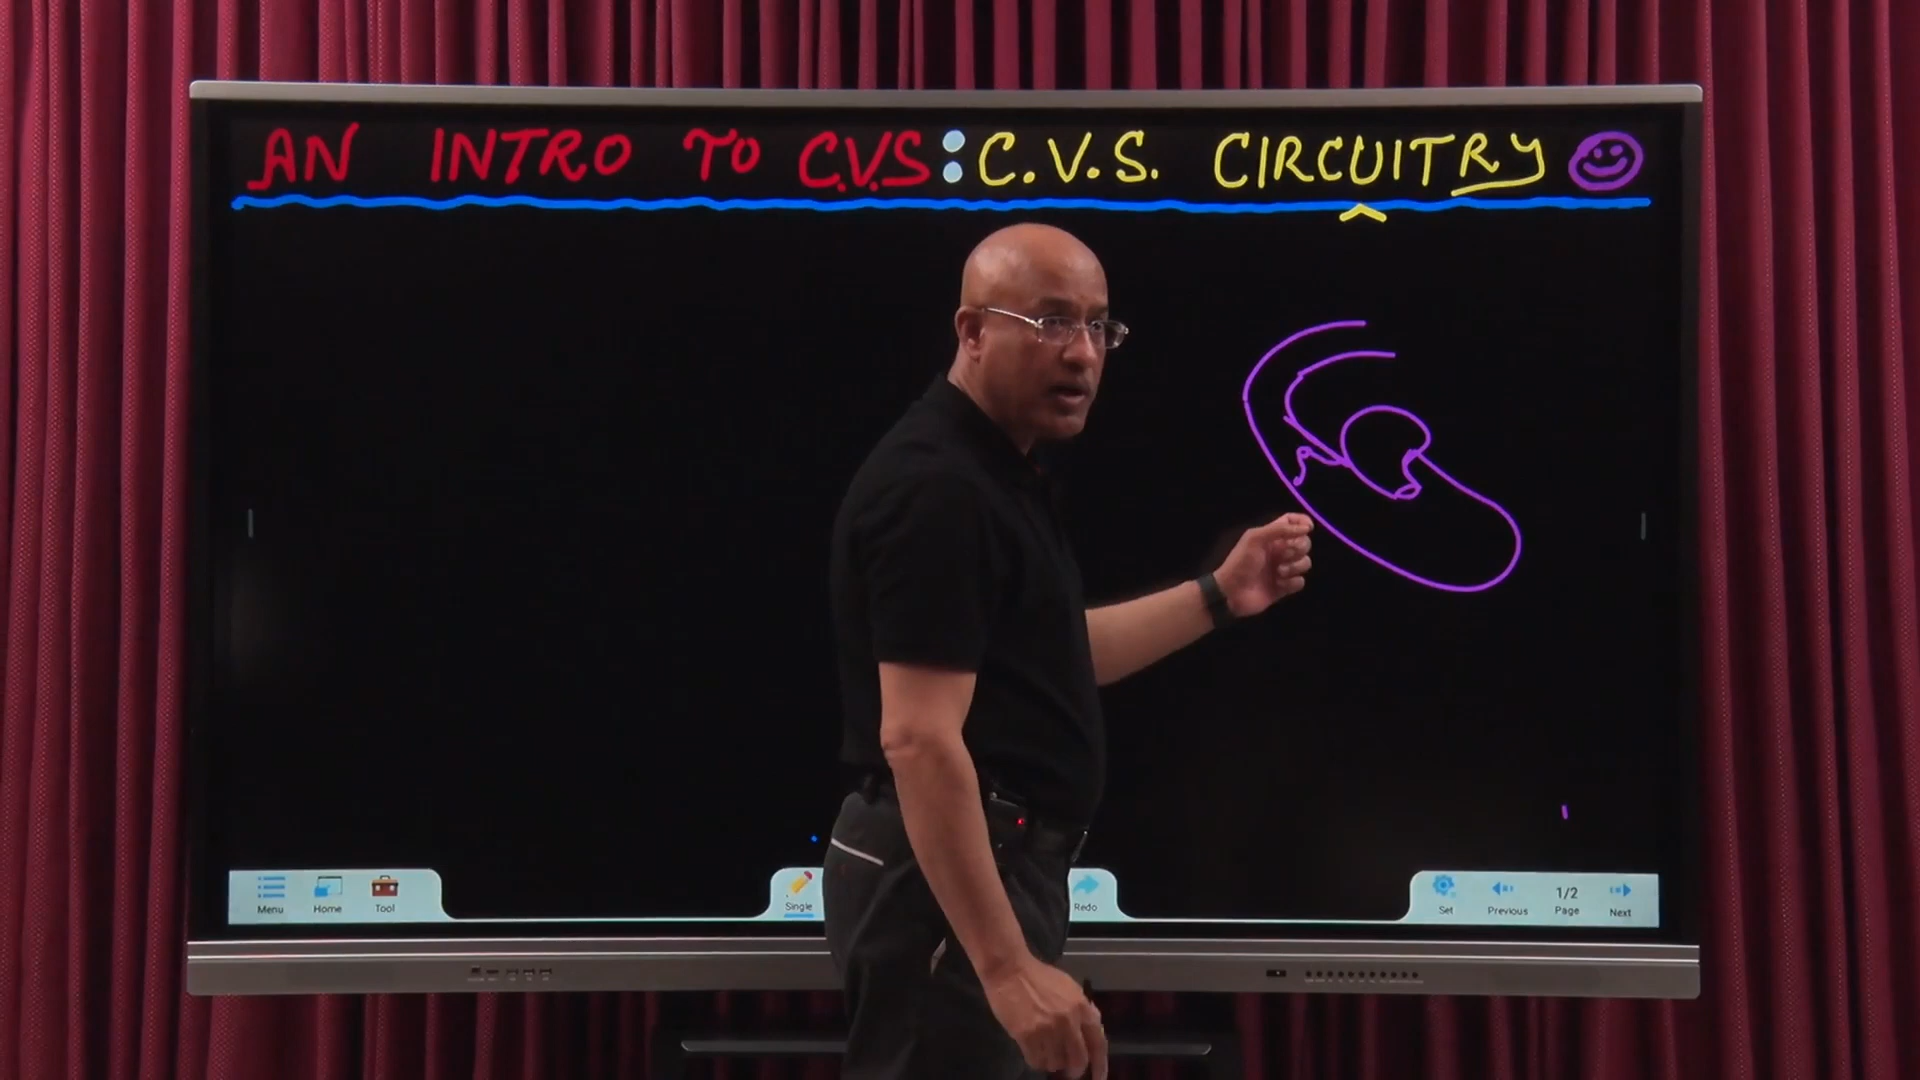 AN INTRO TO C.V.S : C.V.S. CIRCUITRY
Menu Home Tool Single Redo Set Previous 1/2 Page Next